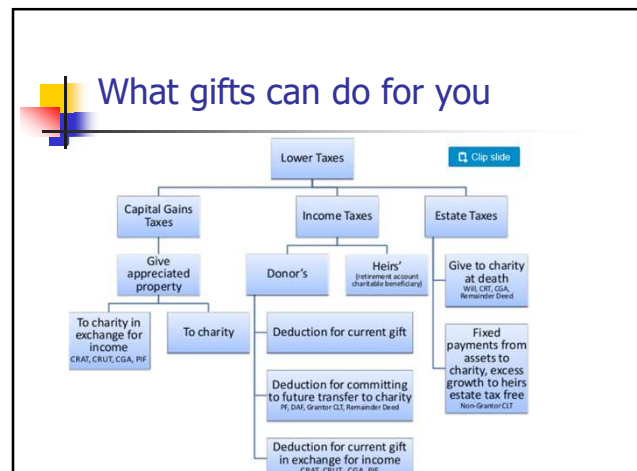 What gifts can do for you
Lower Taxes
Clip slide
Capital Gains
Taxes
Income Taxes
Estate Taxes
Give
appreciated
property
Donor's
Heirs'
(retirement account
charitable beneficiary)
Give to charity
at death
Will, CRT, CGA,
Remainder Deed
To charity in
exchange for
income
CRAT, CRUT, CGA, PIF
To charity
Deduction for current gift
Fixed
payments from
assets to
charity, excess
growth to heirs
estate tax free
Non-Grantor CLT
Deduction for committing
to future transfer to charity
PF, DAF, Grantor CLT, Remainder Deed
Deduction for current gift
in exchange for income
CRAT, CRUT, CGA, PIF